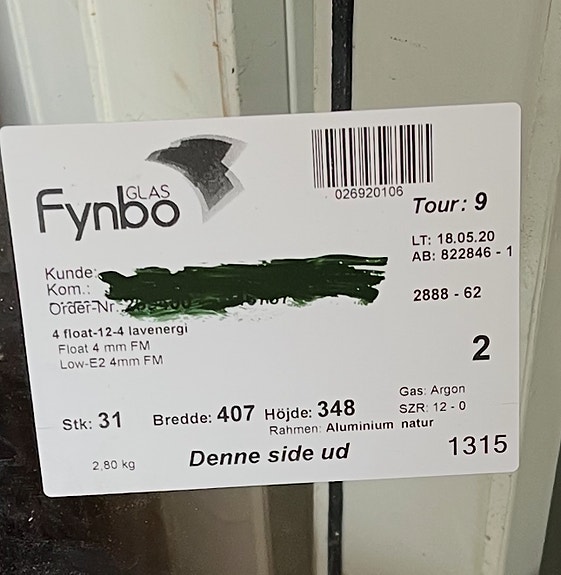 Fynbo
GLAS
026920106
Tour: 9
LT: 18.05.20
AB: 822846 - 1
Kunde:
Kom.:
Order-Nr.
2888 - 62
4 float-12-4 lavenergi
Float 4 mm FM
Low-E2 4mm FM
2
Gas: Argon
SZR: 12 - 0
Stk: 31
Bredde: 407 Höjde: 348
Rahmen: Aluminium natur
2,80 kg
Denne side ud
1315